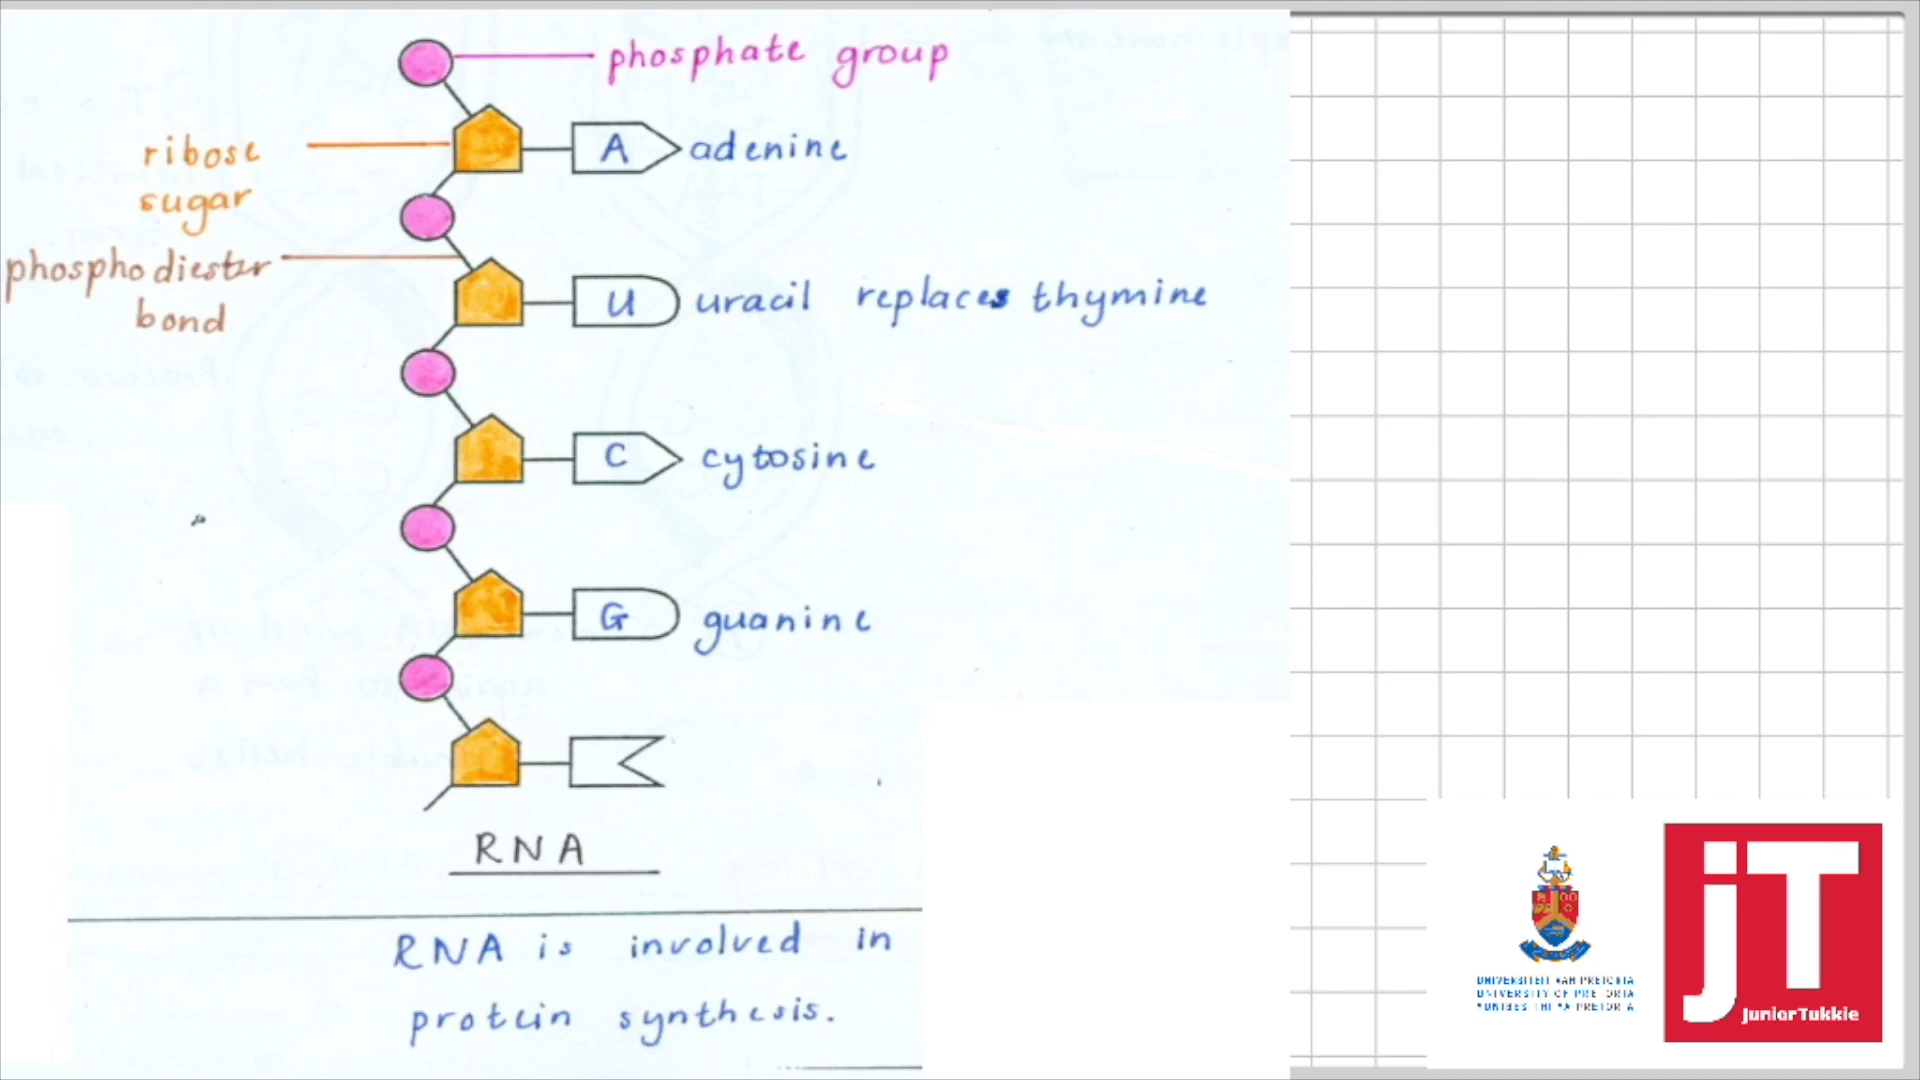 phosphate group
ribose
sugar
A adenine
phosphodiester
bond
U uracil replaces thymine
C cytosine
G guanine
RNA
RNA is involved in
protein synthesis.
UNIVERSITEIT VAN PRETORIA
UNIVERSITY OF PRETORIA
YUNIBESITHI YA PRETORIA
jT
JuniorTukkie